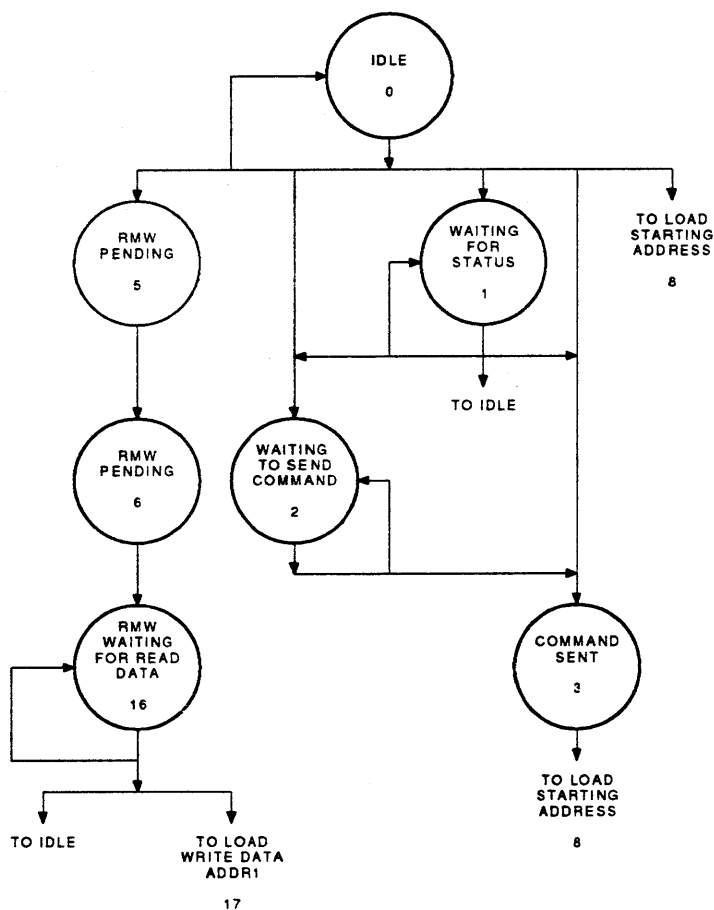 IDLE
0
RMW
PENDING
5
WAITING
FOR
STATUS
1
TO LOAD
STARTING
ADDRESS
8
TO IDLE
RMW
PENDING
6
WAITING
TO SEND
COMMAND
2
RMW
WAITING
FOR READ
DATA
16
COMMAND
SENT
3
TO IDLE
TO LOAD
WRITE DATA
ADDR1
17
TO LOAD
STARTING
ADDRESS
8